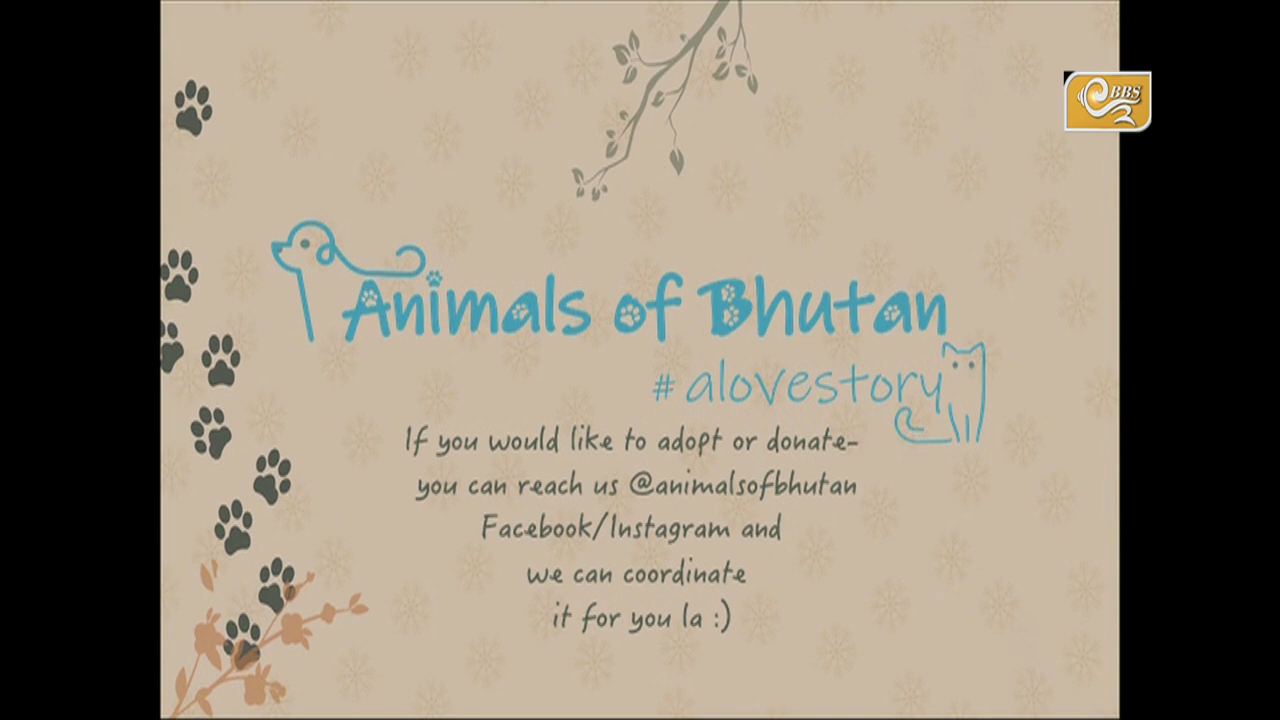 BBS
2
Animals of Bhutan
# alovestory
If you would like to adopt or donate-
you can reach us @animalsofbhutan
Facebook/Instagram and
we can coordinate
it for you la :)